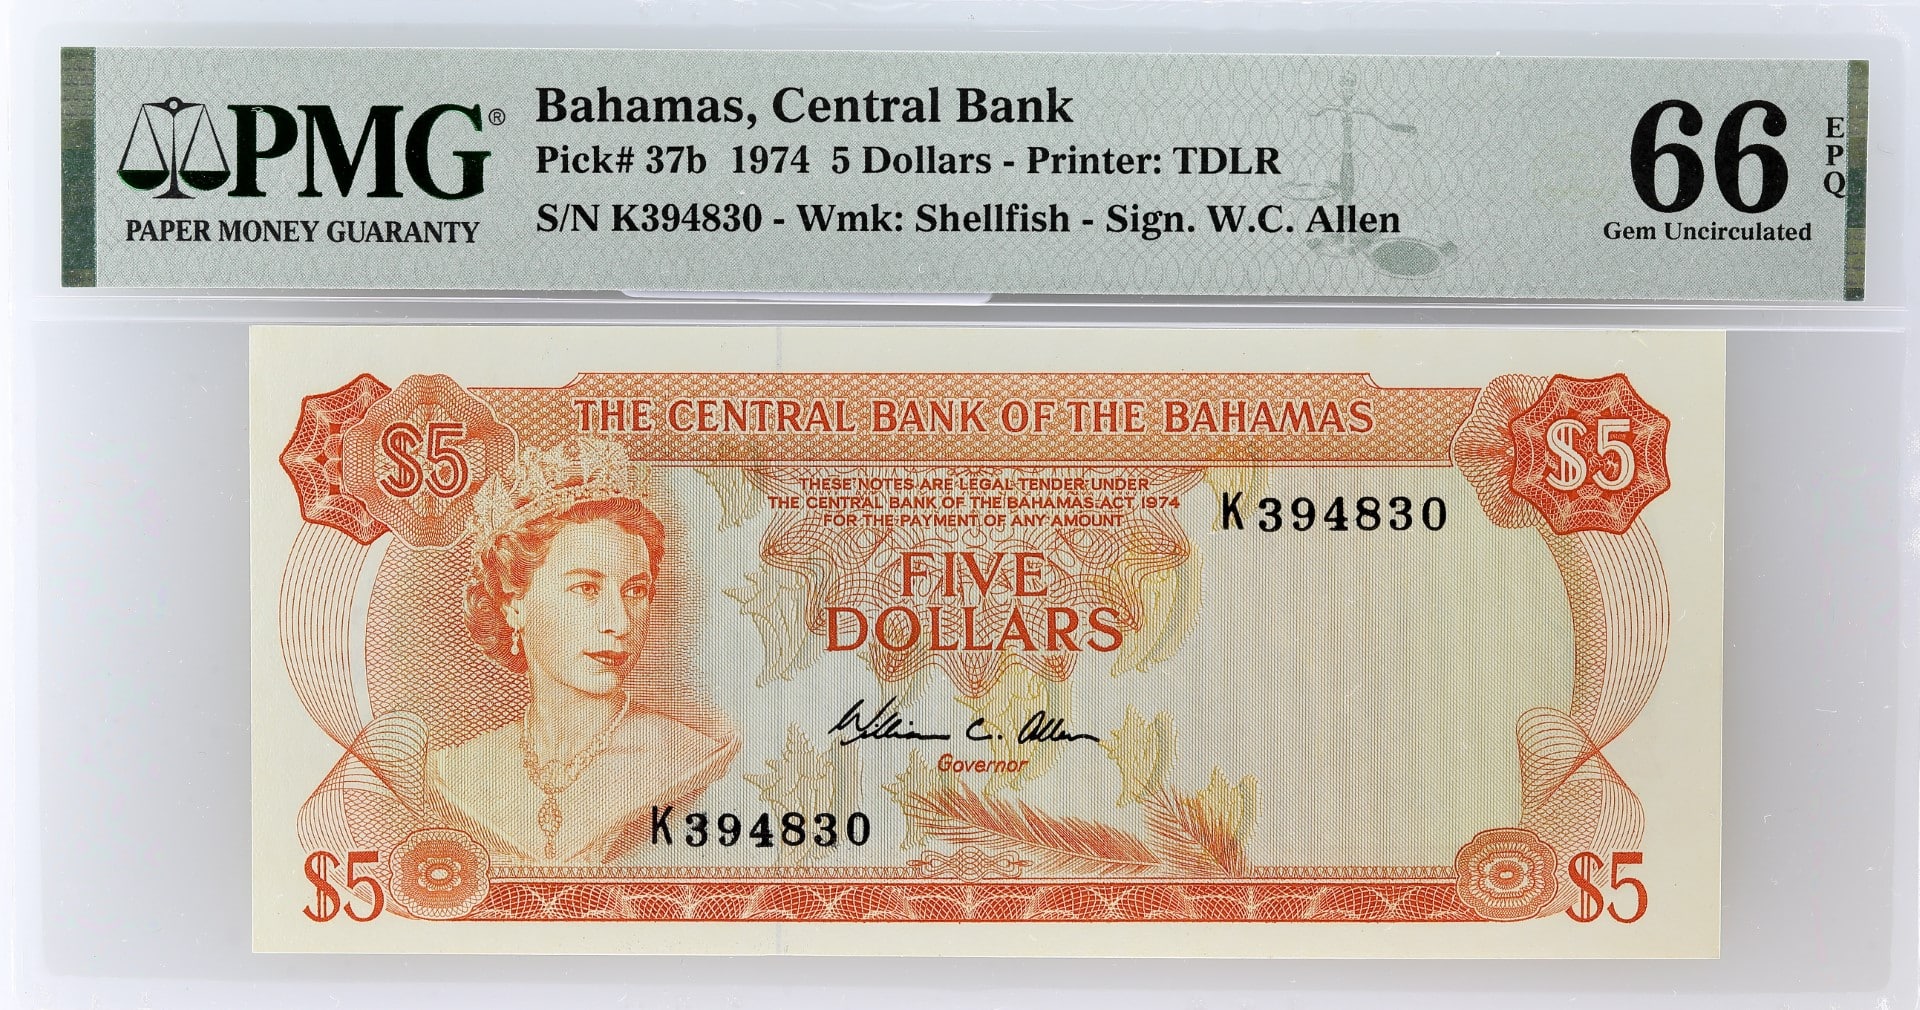 PMG®
PAPER MONEY GUARANTY
Bahamas, Central Bank
Pick# 37b 1974 5 Dollars - Printer: TDLR
S/N K394830 - Wmk: Shellfish - Sign. W.C. Allen
66
EPQ
Gem Uncirculated
$5
THE CENTRAL BANK OF THE BAHAMAS
$5
THESE NOTES ARE LEGAL TENDER UNDER
THE CENTRAL BANK OF THE BAHAMAS ACT 1974
FOR THE PAYMENT OF ANY AMOUNT
K394830
FIVE
DOLLARS
William C. Allen
Governor
K394830
$5
$5